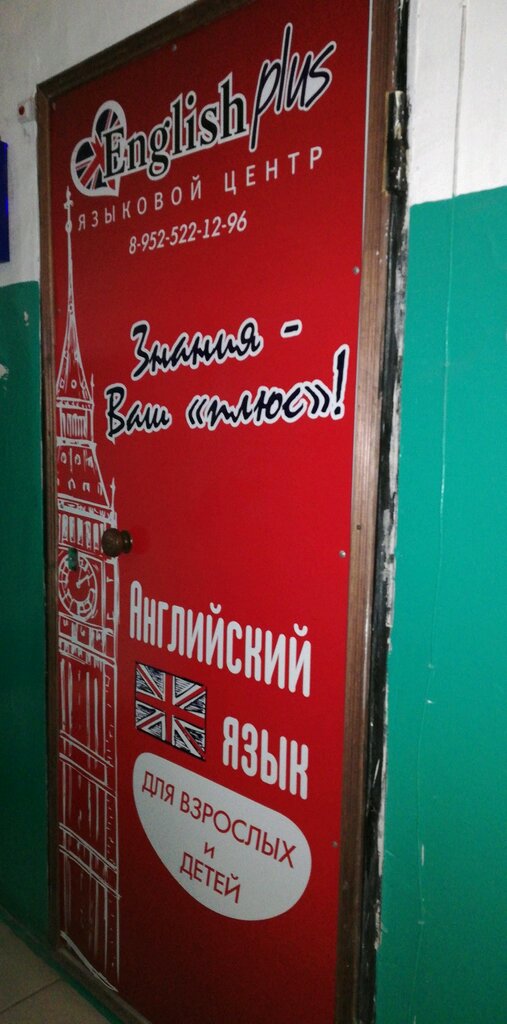 English plus
ЯЗЫКОВОЙ ЦЕНТР
8-952-522-12-96
Знания -
Ваш «плюс»!
Английский
язык
ДЛЯ ВЗРОСЛЫХ
и
ДЕТЕЙ